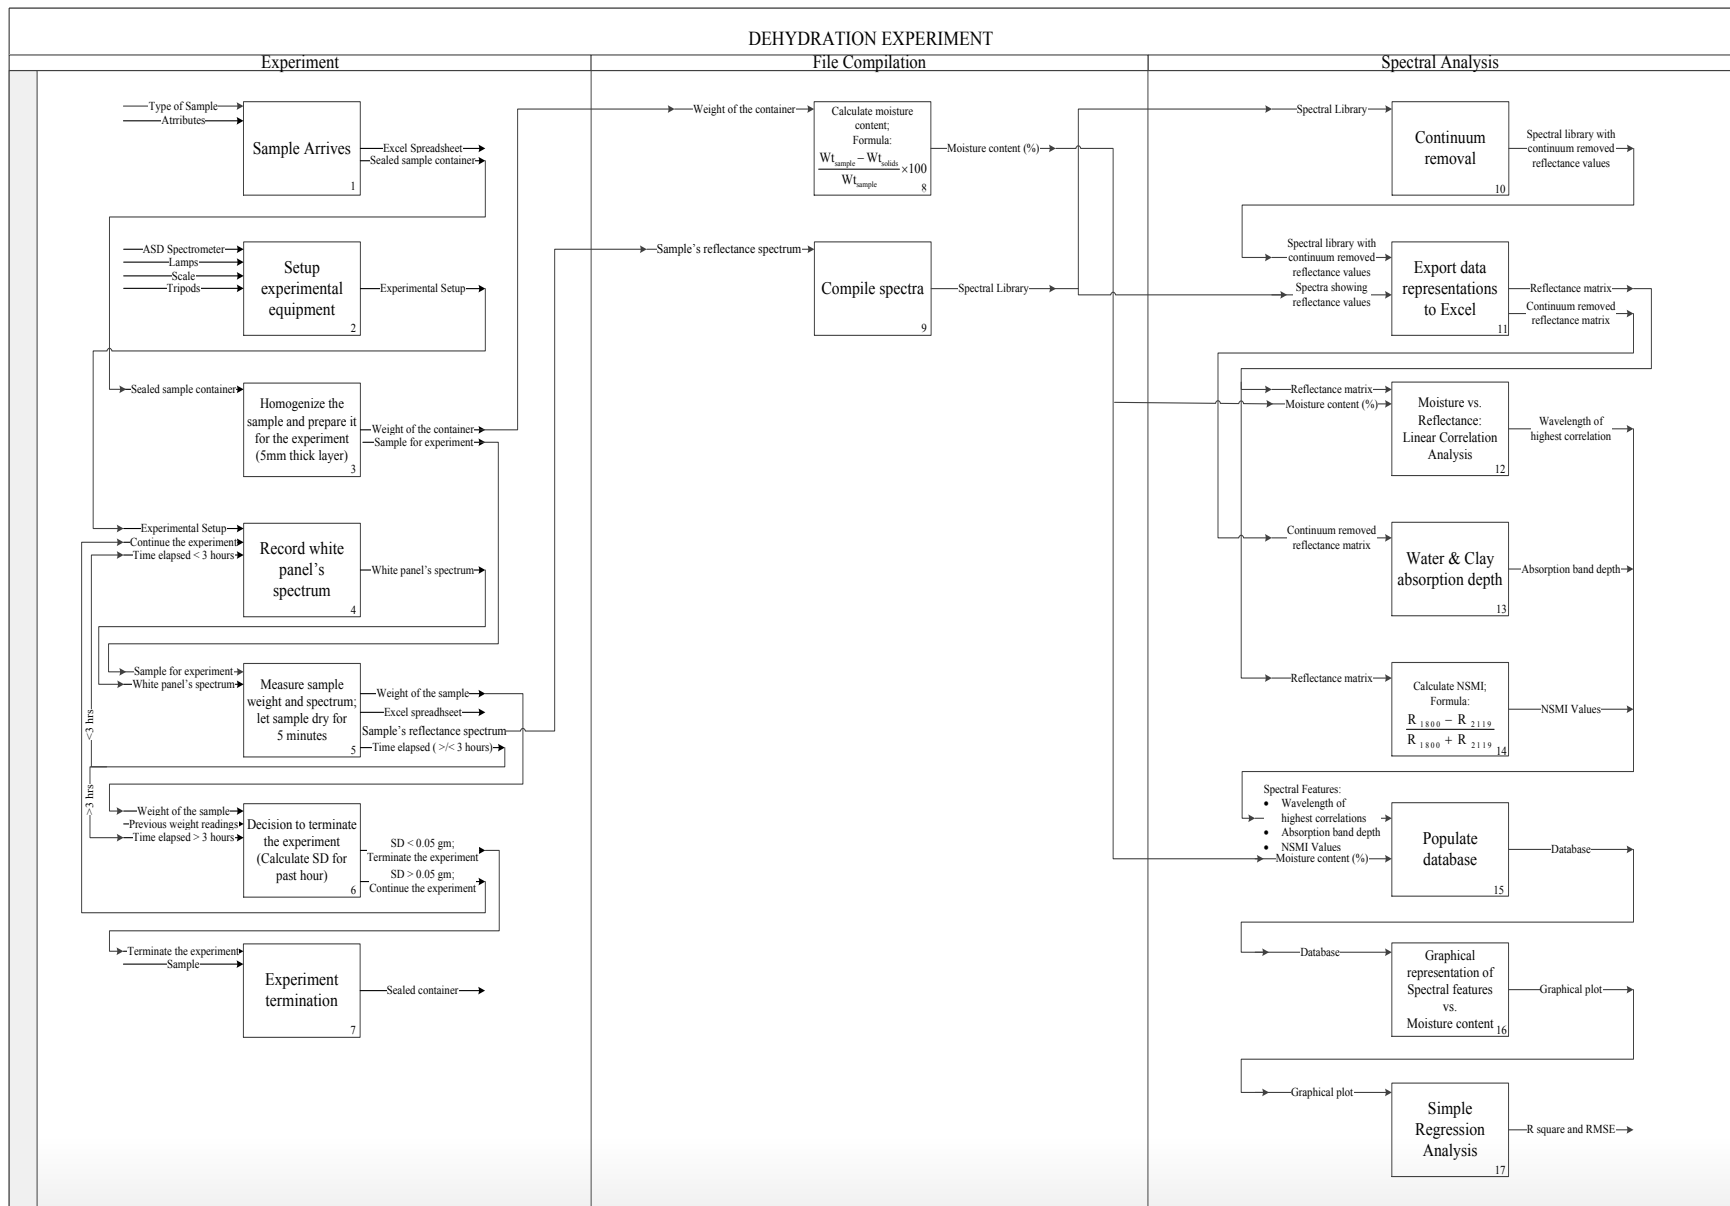 DEHYDRATION EXPERIMENT
Experiment
File Compilation
Spectral Analysis
Type of Sample
Attributes
Sample Arrives
1
Excel Spreadsheet
Sealed sample container
ASD Spectrometer
Lamps
Scale
Tripods
Setup
experimental
equipment
2
Experimental Setup
Sealed sample container
Homogenize the
sample and prepare it
for the experiment
(5mm thick layer)
3
Weight of the container
Sample for experiment
Experimental Setup
Continue the experiment
Time elapsed < 3 hours
Record white
panel's
spectrum
4
White panel's spectrum
Sample for experiment
White panel's spectrum
Measure sample
weight and spectrum;
let sample dry for
5 minutes
5
Weight of the sample
Excel spreadhseet
Sample's reflectance spectrum
Time elapsed ( >/< 3 hours)
<3 hrs
>3 hrs
Weight of the sample
Previous weight readings
Time elapsed > 3 hours
Decision to terminate
the experiment
(Calculate SD for
past hour)
6
SD < 0.05 gm;
Terminate the experiment
SD > 0.05 gm;
Continue the experiment
Terminate the experiment
Sample
Experiment
termination
7
Sealed container
Weight of the container
Calculate moisture
content;
Formula:
Wt sample − Wt solids
×100
Wt sample
8
Moisture content (%)
Sample's reflectance spectrum
Compile spectra
9
Spectral Library
Spectral Library
Continuum
removal
10
Spectral library with
continuum removed
reflectance values
Spectral library with
continuum removed
reflectance values
Spectra showing
reflectance values
Export data
representations
to Excel
11
Reflectance matrix
Continuum removed
reflectance matrix
Reflectance matrix
Moisture content (%)
Moisture vs.
Reflectance:
Linear Correlation
Analysis
12
Wavelength of
highest correlation
Continuum removed
reflectance matrix
Water & Clay
absorption depth
13
Absorption band depth
Reflectance matrix
Calculate NSMI;
Formula:
R 1800 − R 2119
R 1800 + R 2119
14
NSMI Values
Spectral Features:
• Wavelength of
highest correlations
• Absorption band depth
• NSMI Values
Moisture content (%)
Populate
database
15
Database
Database
Graphical
representation of
Spectral features
vs.
Moisture content
16
Graphical plot
Graphical plot
Simple
Regression
Analysis
17
R square and RMSE